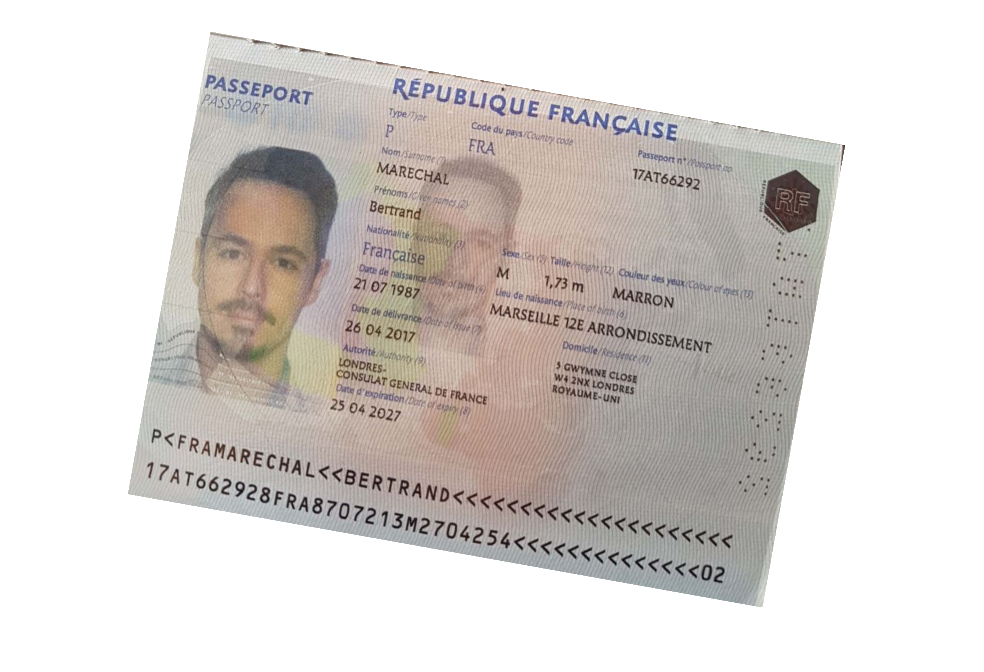 PASSEPORT
PASSPORT
RÉPUBLIQUE FRANÇAISE
Type/Type
P
Code du pays/Country code
FRA
Passeport n°/Passport no
17AT66292
Nom/Surname (1)
MARECHAL
Prénoms/Given names (2)
Bertrand
Nationalité/Nationality (3)
Française
Sexe/Sex (5) Taille/Height (12) Couleur des yeux/Colour of eyes (13)
M 1,73 m MARRON
Date de naissance/Date of birth (4)
21 07 1987
Lieu de naissance/Place of birth (6)
MARSEILLE 12E ARRONDISSEMENT
Date de délivrance/Date of issue (7)
26 04 2017
Domicile/Residence (11)
3 GWYMNE CLOSE
W4 2NX LONDRES
ROYAUME-UNI
Autorité/Authority (9)
LONDRES-
CONSULAT GENERAL DE FRANCE
Date d'expiration/Date of expiry (8)
25 04 2027
RF
P<FRAMARECHAL<<BERTRAND<<<<<<<<<<<<<<<<<<<<<
17AT662928FRA8707213M2704254<<<<<<<<<<<<<<02